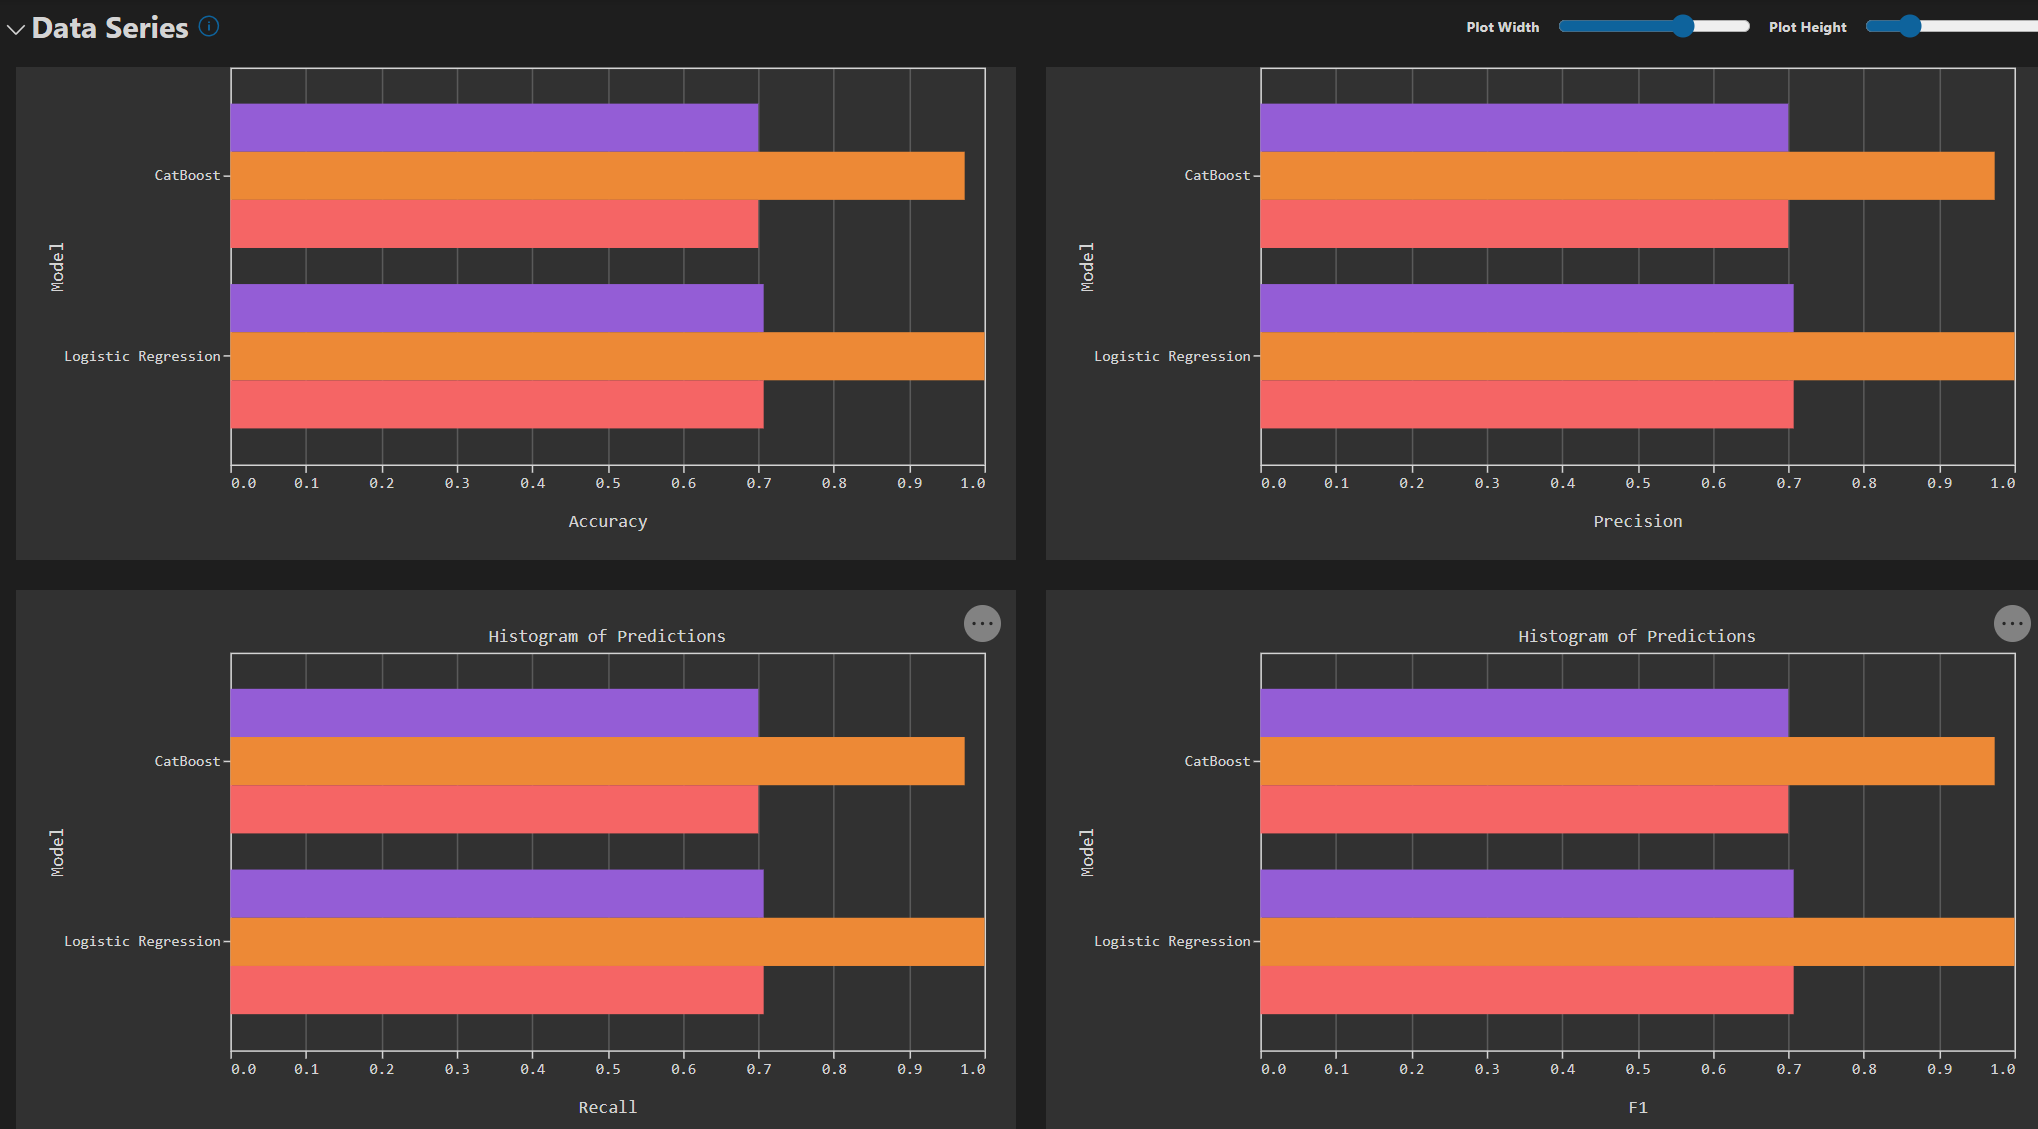 Data Series
Plot Width
Plot Height
CatBoost
Logistic Regression
Model
0.0 0.1 0.2 0.3 0.4 0.5 0.6 0.7 0.8 0.9 1.0
Accuracy
CatBoost
Logistic Regression
Model
0.0 0.1 0.2 0.3 0.4 0.5 0.6 0.7 0.8 0.9 1.0
Precision
Histogram of Predictions
CatBoost
Logistic Regression
Model
0.0 0.1 0.2 0.3 0.4 0.5 0.6 0.7 0.8 0.9 1.0
Recall
Histogram of Predictions
CatBoost
Logistic Regression
Model
0.0 0.1 0.2 0.3 0.4 0.5 0.6 0.7 0.8 0.9 1.0
F1